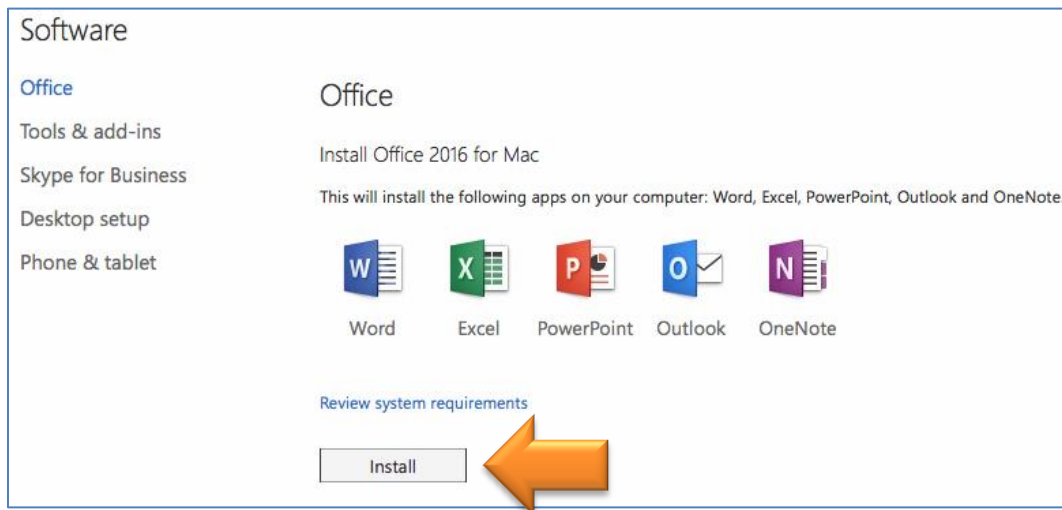 Software
Office
Tools & add-ins
Skype for Business
Desktop setup
Phone & tablet
Office
Install Office 2016 for Mac
This will install the following apps on your computer: Word, Excel, PowerPoint, Outlook and OneNote.
W
X
P
O
N
Word
Excel
PowerPoint
Outlook
OneNote
Review system requirements
Install